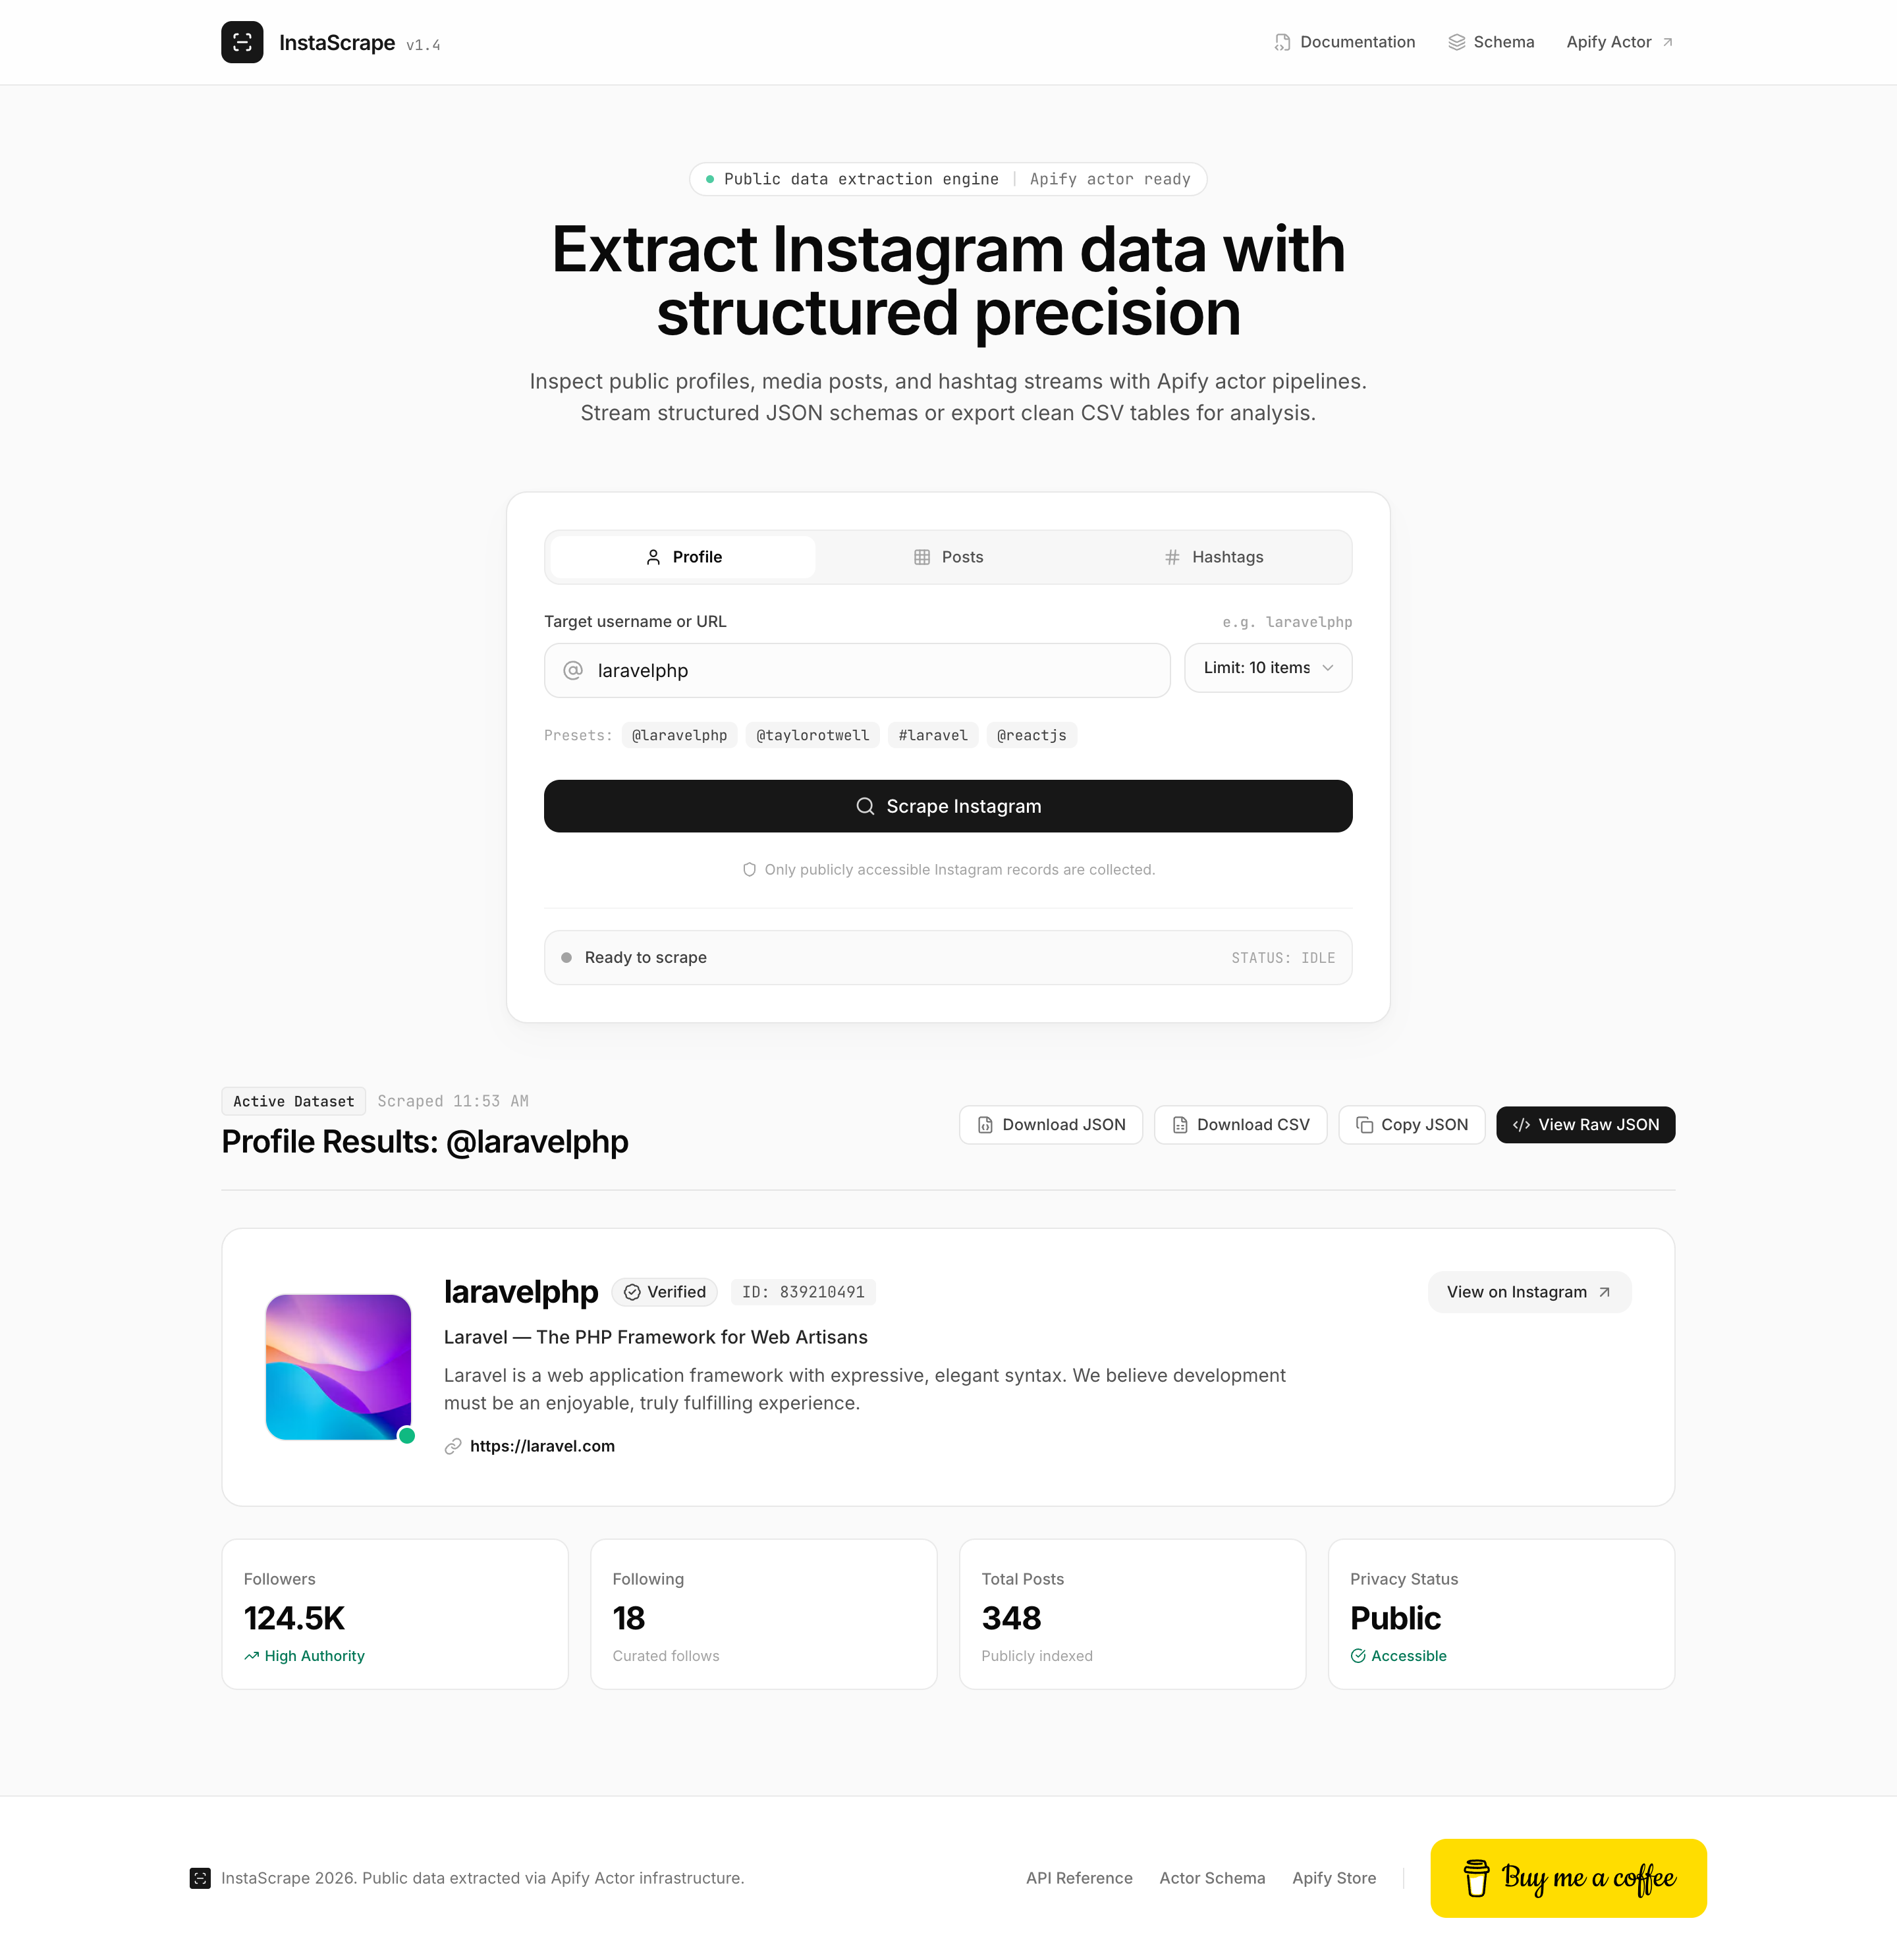 InstaScrape v1.4
Documentation
Schema
Apify Actor
Public data extraction engine | Apify actor ready
Extract Instagram data with
structured precision
Inspect public profiles, media posts, and hashtag streams with Apify actor pipelines.
Stream structured JSON schemas or export clean CSV tables for analysis.
Profile
Posts
Hashtags
Target username or URL
e.g. laravelphp
laravelphp
Limit: 10 items
Presets: @laravelphp @taylorotwell #laravel @reactjs
Scrape Instagram
Only publicly accessible Instagram records are collected.
Ready to scrape
STATUS: IDLE
Active Dataset Scraped 11:53 AM
Profile Results: @laravelphp
Download JSON
Download CSV
Copy JSON
View Raw JSON
laravelphp Verified ID: 839210491
View on Instagram
Laravel — The PHP Framework for Web Artisans
Laravel is a web application framework with expressive, elegant syntax. We believe development
must be an enjoyable, truly fulfilling experience.
https://laravel.com
Followers
124.5K
High Authority
Following
18
Curated follows
Total Posts
348
Publicly indexed
Privacy Status
Public
Accessible
InstaScrape 2026. Public data extracted via Apify Actor infrastructure.
API Reference
Actor Schema
Apify Store
Buy me a coffee